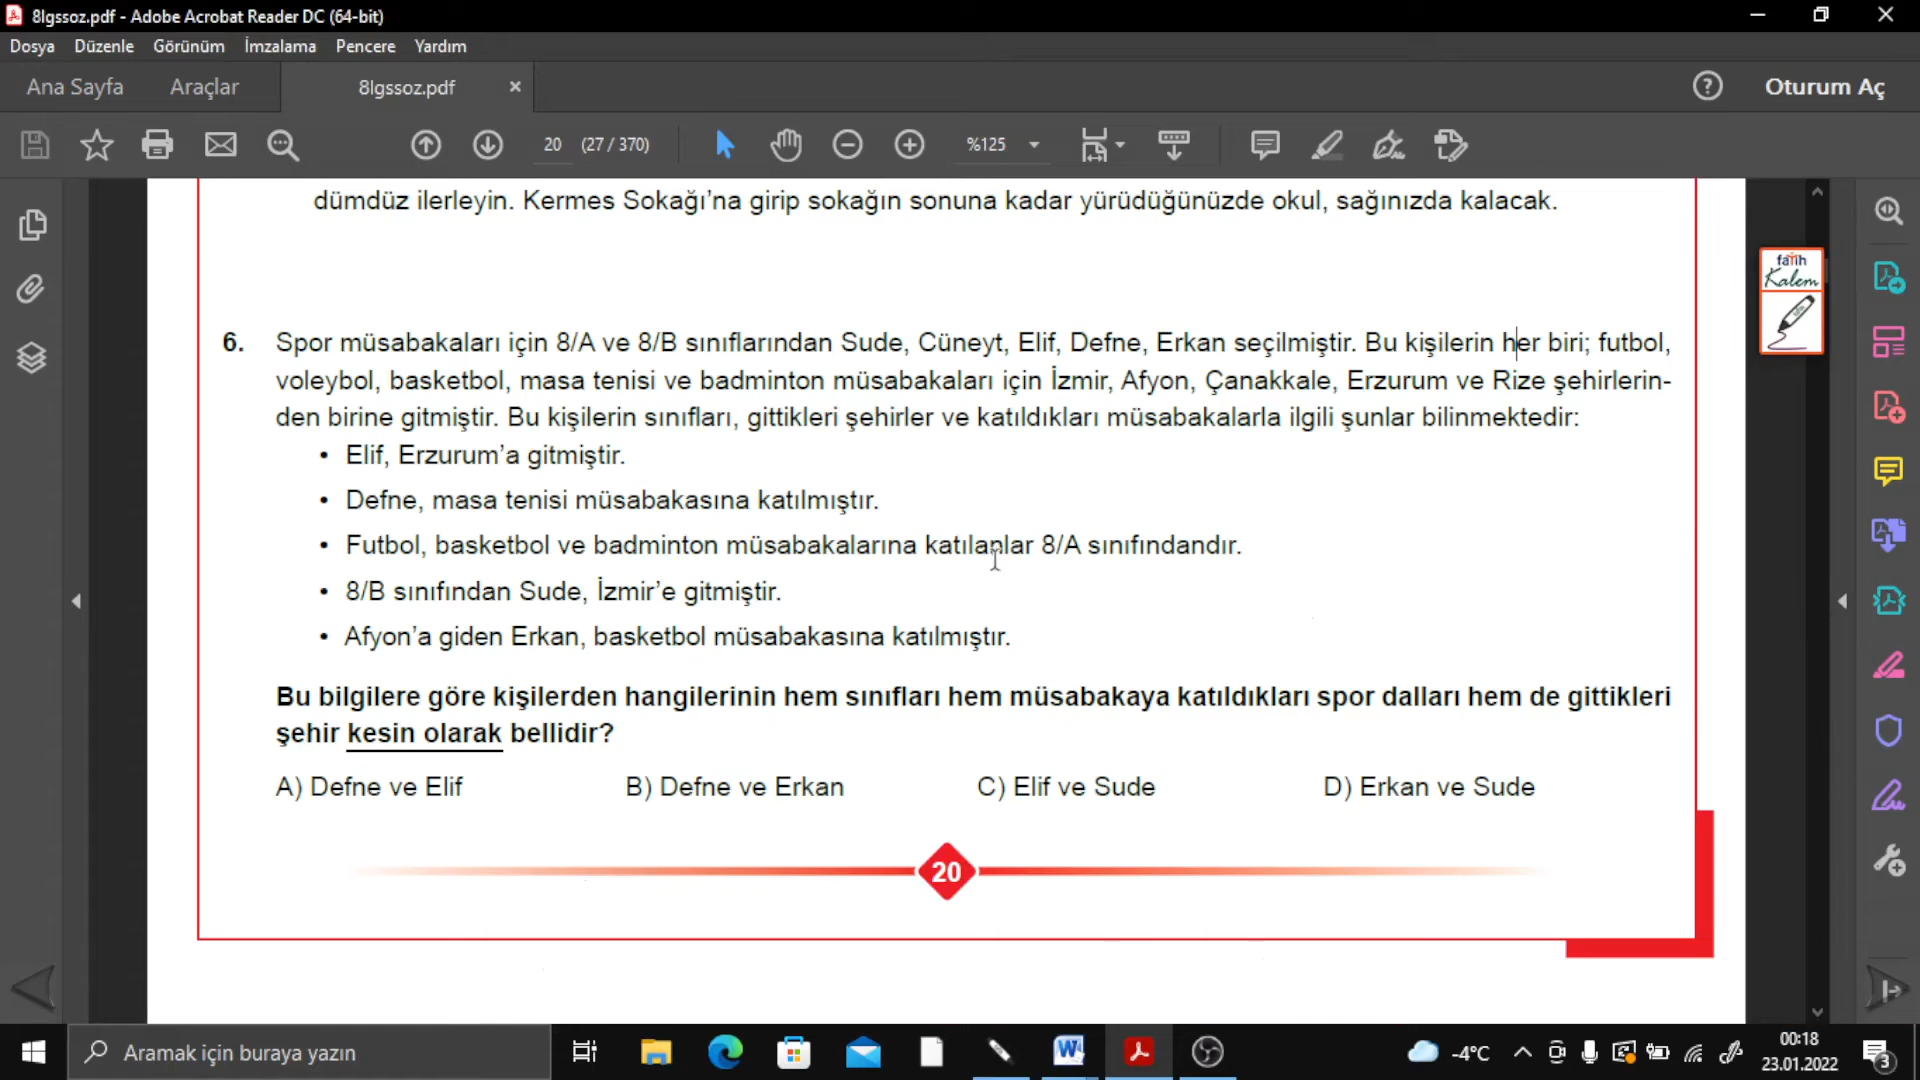 8lgssoz.pdf - Adobe Acrobat Reader DC (64-bit)
Dosya Düzenle Görünüm İmzalama Pencere Yardım
Ana Sayfa Araçlar 8lgssoz.pdf Oturum Aç
20 (27 / 370) %125
dümdüz ilerleyin. Kermes Sokağı’na girip sokağın sonuna kadar yürüdüğünüzde okul, sağınızda kalacak.
fatih
Kalem
6. Spor müsabakaları için 8/A ve 8/B sınıflarından Sude, Cüneyt, Elif, Defne, Erkan seçilmiştir. Bu kişilerin her biri; futbol,
voleybol, basketbol, masa tenisi ve badminton müsabakaları için İzmir, Afyon, Çanakkale, Erzurum ve Rize şehirlerin-
den birine gitmiştir. Bu kişilerin sınıfları, gittikleri şehirler ve katıldıkları müsabakalarla ilgili şunlar bilinmektedir:
• Elif, Erzurum’a gitmiştir.
• Defne, masa tenisi müsabakasına katılmıştır.
• Futbol, basketbol ve badminton müsabakalarına katılanlar 8/A sınıfındandır.
• 8/B sınıfından Sude, İzmir’e gitmiştir.
• Afyon’a giden Erkan, basketbol müsabakasına katılmıştır.
Bu bilgilere göre kişilerden hangilerinin hem sınıfları hem müsabakaya katıldıkları spor dalları hem de gittikleri
şehir kesin olarak bellidir?
A) Defne ve Elif B) Defne ve Erkan C) Elif ve Sude D) Erkan ve Sude
20
Aramak için buraya yazın
-4°C
00:18
23.01.2022
3